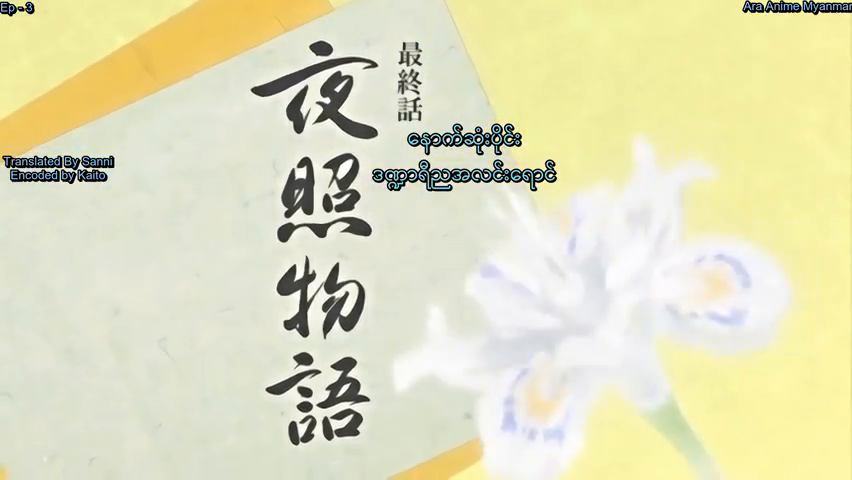 Ep - 3
Ara Anime Myanmar
最終話
夜照物語
နောက်ဆုံးပိုင်း
ဒဏ္ဍာရီညအလင်းရောင်
Translated By Sanni
Encoded by Kaito